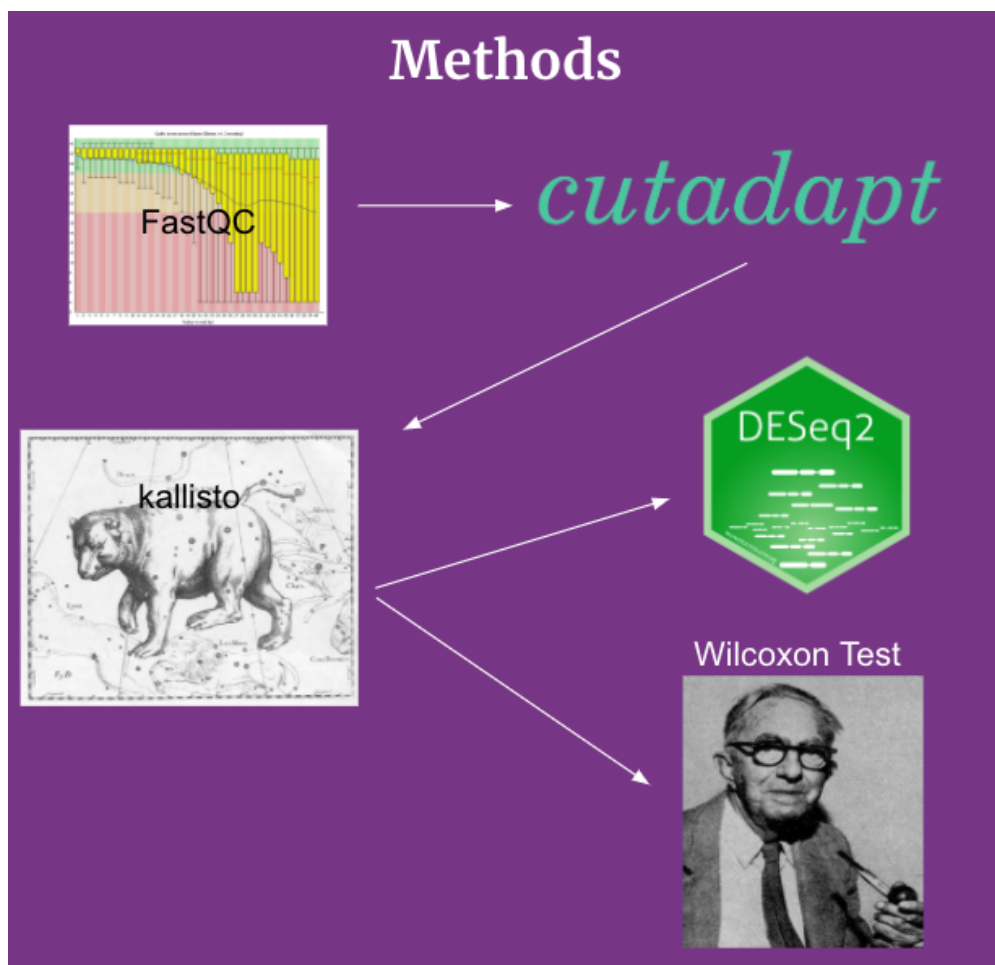 Methods
FastQC
cutadapt
kallisto
DESeq2
Wilcoxon Test